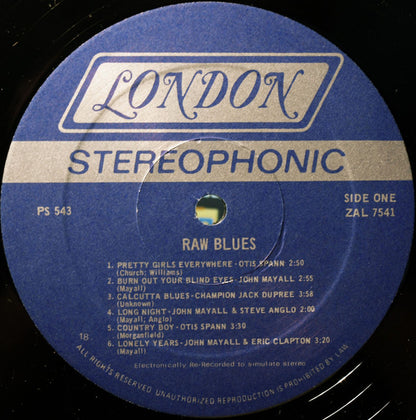 LONDON
STEREOPHONIC
PS 543
SIDE ONE
ZAL 7541
RAW BLUES
1. PRETTY GIRLS EVERYWHERE - OTIS SPANN 2:50
(Church: Williams)
2. BURN OUT YOUR BLIND EYES - JOHN MAYALL 2:55
(Mayall)
3. CALCUTTA BLUES - CHAMPION JACK DUPREE 3:58
(Unknown)
4. LONG NIGHT - JOHN MAYALL & STEVE ANGLO 2:00
(Mayall; Anglo)
5. COUNTRY BOY - OTIS SPANN 3:30
(Morganfield)
6. LONELY YEARS - JOHN MAYALL & ERIC CLAPTON 3:20
(Mayall)
18
Electronically Re-Recorded to simulate stereo
ALL RIGHTS RESERVED UNAUTHORIZED REPRODUCTION IS PROHIBITED BY LAW